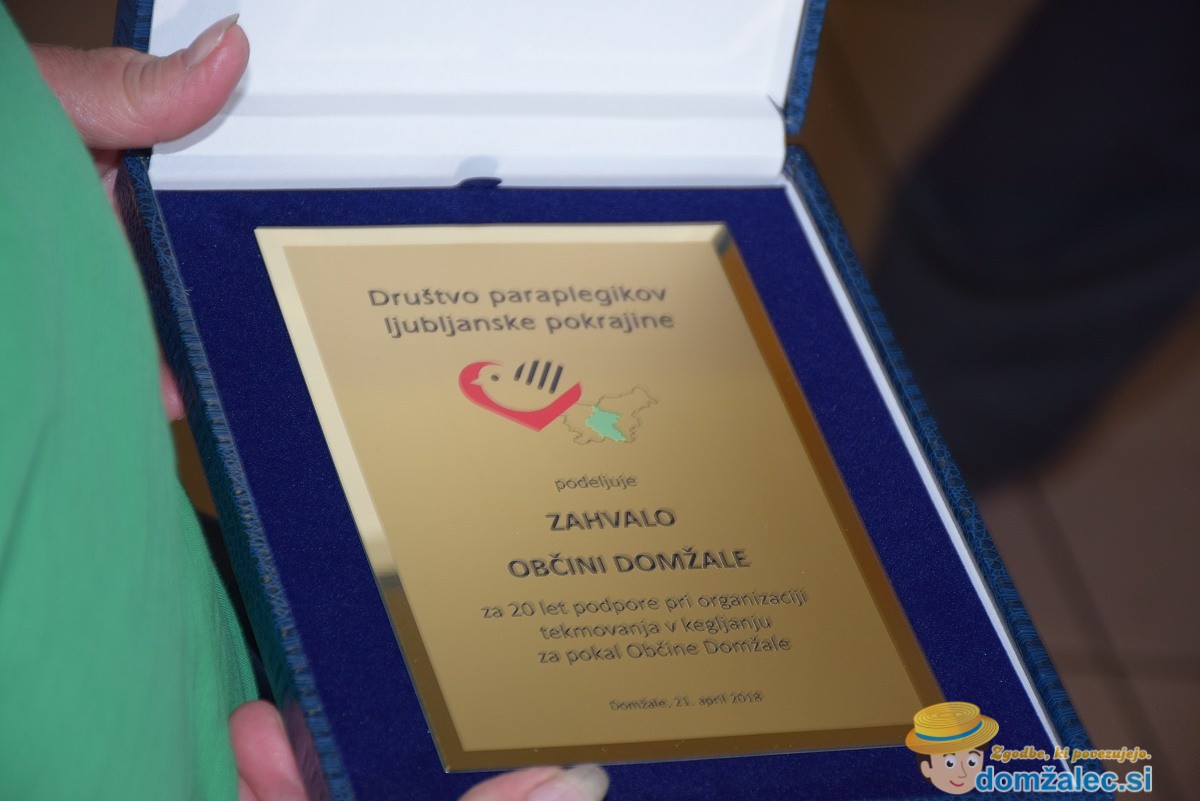 Društvo paraplegikov
ljubljanske pokrajine
podeljuje
ZAHVALO
OBČINI DOMŽALE
za 20 let podpore pri organizaciji
tekmovanja v kegljanju
za pokal Občine Domžale
Domžale, 21. april 2018
Zgodbe, ki povezujejo.
domžalec.si